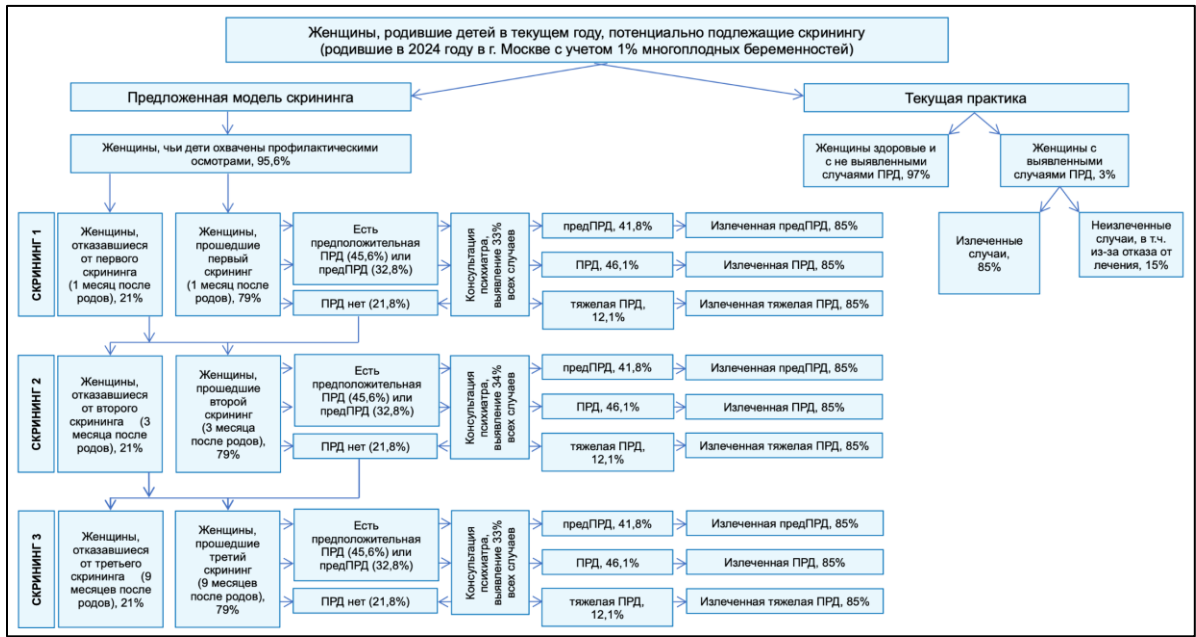 Женщины, родившие детей в текущем году, потенциально подлежащие скринингу
(родившие в 2024 году в г. Москве с учетом 1% многоплодных беременностей)
Предложенная модель скрининга
Текущая практика
Женщины, чьи дети охвачены профилактическими
осмотрами, 95,6%
Женщины здоровые и
с не выявленными
случаями ПРД, 97%
Женщины с
выявленными
случаями ПРД, 3%
Излеченные
случаи,
85%
Неизлеченные
случаи, в т.ч.
из-за отказа от
лечения, 15%
СКРИНИНГ 1
Женщины,
отказавшиеся
от первого
скрининга
(1 месяц после
родов), 21%
Женщины,
прошедшие
первый
скрининг
(1 месяц после
родов), 79%
Есть
предположительная
ПРД (45,6%) или
предПРД (32,8%)
ПРД нет (21,8%)
Консультация
психиатра,
выявление 33%
всех случаев
предПРД, 41,8%
Излеченная предПРД, 85%
ПРД, 46,1%
Излеченная ПРД, 85%
тяжелая ПРД,
12,1%
Излеченная тяжелая ПРД, 85%
СКРИНИНГ 2
Женщины,
отказавшиеся
от второго
скрининга (3
месяца после
родов), 21%
Женщины,
прошедшие
второй
скрининг
(3 месяца
после родов),
79%
Есть
предположительная
ПРД (45,6%) или
предПРД (32,8%)
ПРД нет (21,8%)
Консультация
психиатра,
выявление 34%
всех случаев
предПРД, 41,8%
Излеченная предПРД, 85%
ПРД, 46,1%
Излеченная ПРД, 85%
тяжелая ПРД,
12,1%
Излеченная тяжелая ПРД, 85%
СКРИНИНГ 3
Женщины,
отказавшиеся
от третьего
скрининга (9
месяцев после
родов), 21%
Женщины,
прошедшие
третий
скрининг
(9 месяцев
после родов),
79%
Есть
предположительная
ПРД (45,6%) или
предПРД (32,8%)
ПРД нет (21,8%)
Консультация
психиатра,
выявление 33%
всех случаев
предПРД, 41,8%
Излеченная предПРД, 85%
ПРД, 46,1%
Излеченная ПРД, 85%
тяжелая ПРД,
12,1%
Излеченная тяжелая ПРД, 85%